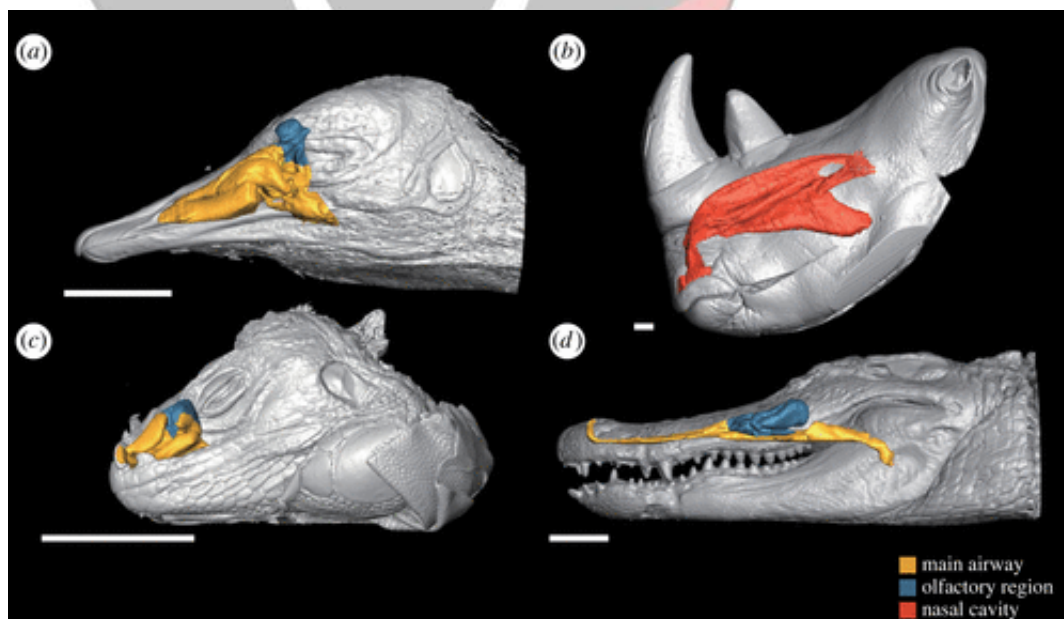 (a)
(b)
(c)
(d)
main airway
olfactory region
nasal cavity